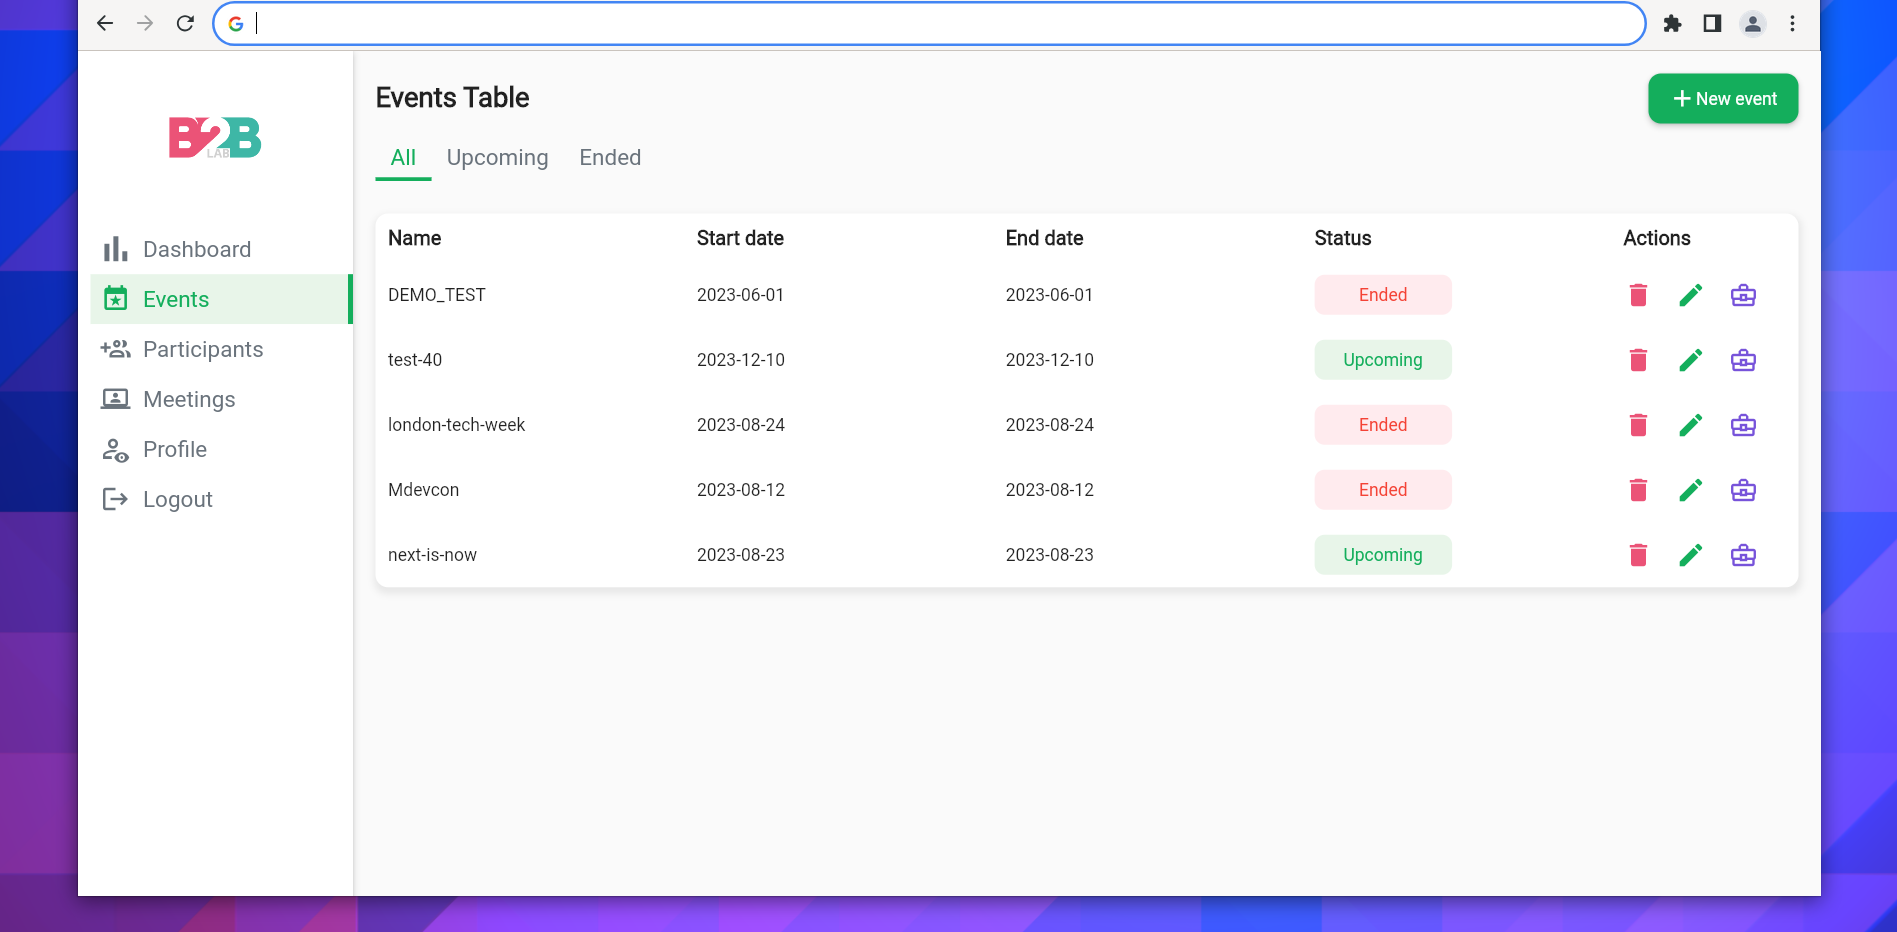 B2B
LAB
Dashboard
Events
Participants
Meetings
Profile
Logout
Events Table
New event
All Upcoming Ended
Name Start date End date Status Actions
DEMO_TEST 2023-06-01 2023-06-01 Ended
test-40 2023-12-10 2023-12-10 Upcoming
london-tech-week 2023-08-24 2023-08-24 Ended
Mdevcon 2023-08-12 2023-08-12 Ended
next-is-now 2023-08-23 2023-08-23 Upcoming